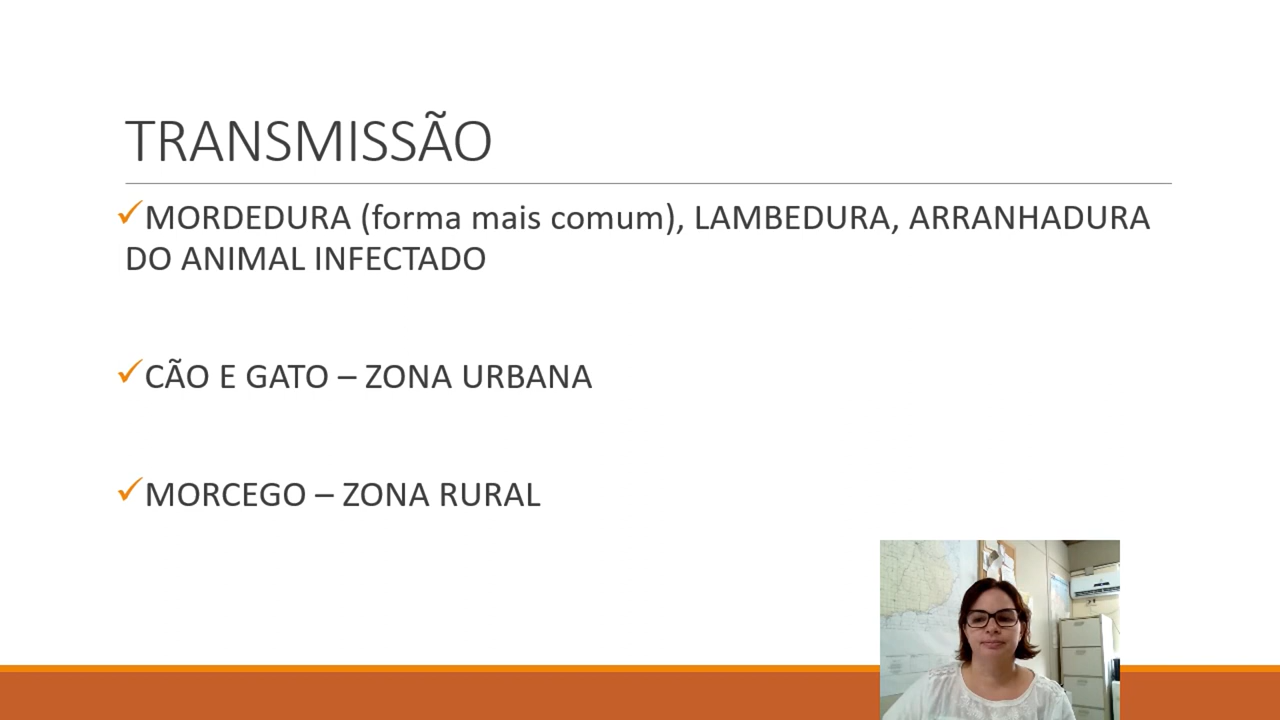 TRANSMISSÃO
✓MORDEDURA (forma mais comum), LAMBEDURA, ARRANHADURA
DO ANIMAL INFECTADO
✓CÃO E GATO – ZONA URBANA
✓MORCEGO – ZONA RURAL